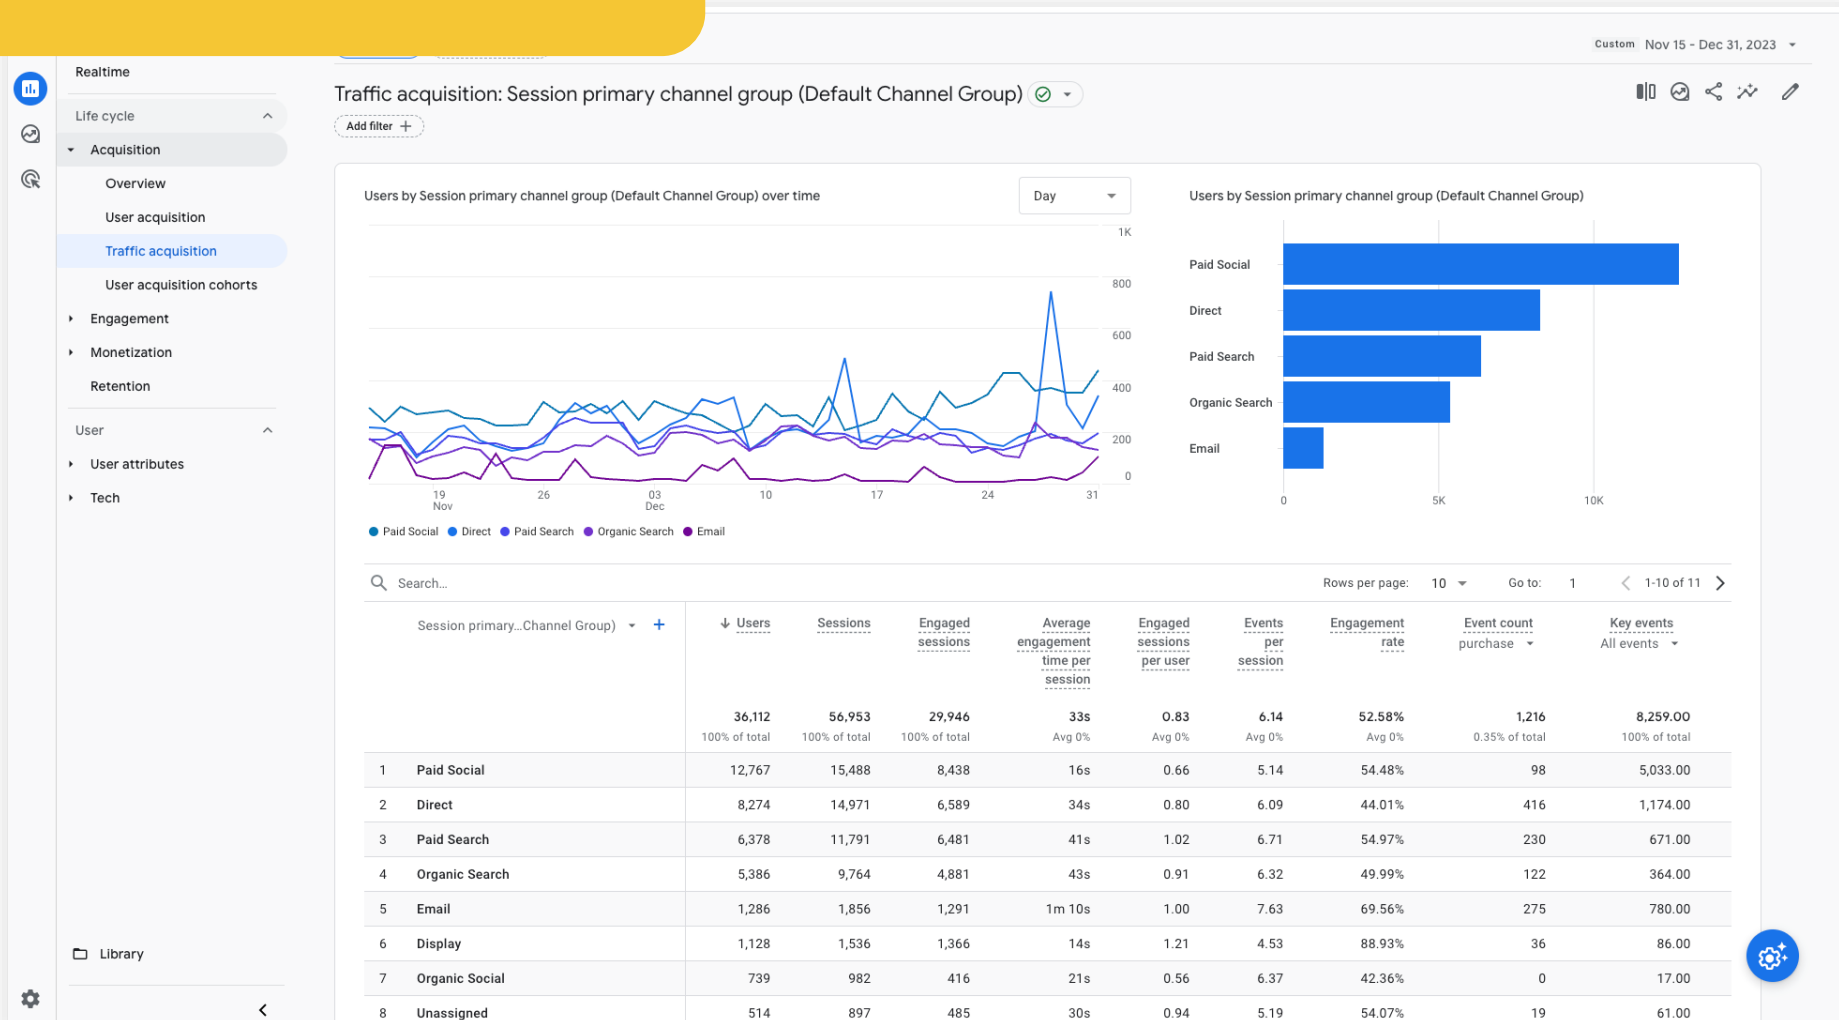 Custom Nov 15 - Dec 31, 2023
Realtime
Life cycle
Acquisition
Overview
User acquisition
Traffic acquisition
User acquisition cohorts
Engagement
Monetization
Retention
User
User attributes
Tech
Library
Traffic acquisition: Session primary channel group (Default Channel Group)
Add filter
Users by Session primary channel group (Default Channel Group) over time
Day
1K
800
600
400
200
0
19 26 03 10 17 24 31
Nov Dec
Paid Social Direct Paid Search Organic Search Email
Users by Session primary channel group (Default Channel Group)
Paid Social
Direct
Paid Search
Organic Search
Email
0 5K 10K
Search...
Rows per page: 10 Go to: 1 1-10 of 11
Session primary...Channel Group)
Users
Sessions
Engaged
sessions
Average
engagement
time per
session
Engaged
sessions
per user
Events
per
session
Engagement
rate
Event count
purchase
Key events
All events
36,112 56,953 29,946 33s 0.83 6.14 52.58% 1,216 8,259.00
100% of total 100% of total 100% of total Avg 0% Avg 0% Avg 0% Avg 0% 0.35% of total 100% of total
1 Paid Social 12,767 15,488 8,438 16s 0.66 5.14 54.48% 98 5,033.00
2 Direct 8,274 14,971 6,589 34s 0.80 6.09 44.01% 416 1,174.00
3 Paid Search 6,378 11,791 6,481 41s 1.02 6.71 54.97% 230 671.00
4 Organic Search 5,386 9,764 4,881 43s 0.91 6.32 49.99% 122 364.00
5 Email 1,286 1,856 1,291 1m 10s 1.00 7.63 69.56% 275 780.00
6 Display 1,128 1,536 1,366 14s 1.21 4.53 88.93% 36 86.00
7 Organic Social 739 982 416 21s 0.56 6.37 42.36% 0 17.00
8 Unassigned 514 897 485 30s 0.94 5.19 54.07% 19 61.00